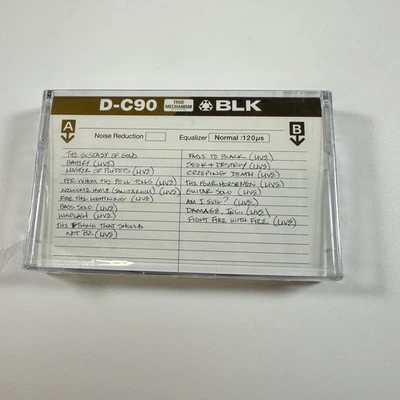 D-C90 TRUE MECHANISM BLK
A B
Noise Reduction Equalizer Normal :120µs
THE ECSTASY OF GOLD
BATTERY (LIVE)
MASTER OF PUPPETS (LIVE)
FOR WHOM THE BELL TOLLS (LIVE)
WELCOME HOME (SANITARIUM) (LIVE)
RIDE THE LIGHTNING (LIVE)
BASS SOLO (LIVE)
WHIPLASH (LIVE)
THE THING THAT SHOULD
NOT BE (LIVE)
FADE TO BLACK (LIVE)
SEEK & DESTROY (LIVE)
CREEPING DEATH (LIVE)
THE FOUR HORSEMEN (LIVE)
GUITAR SOLO (LIVE)
AM I EVIL? (LIVE)
DAMAGE, INC. (LIVE)
FIGHT FIRE WITH FIRE (LIVE)